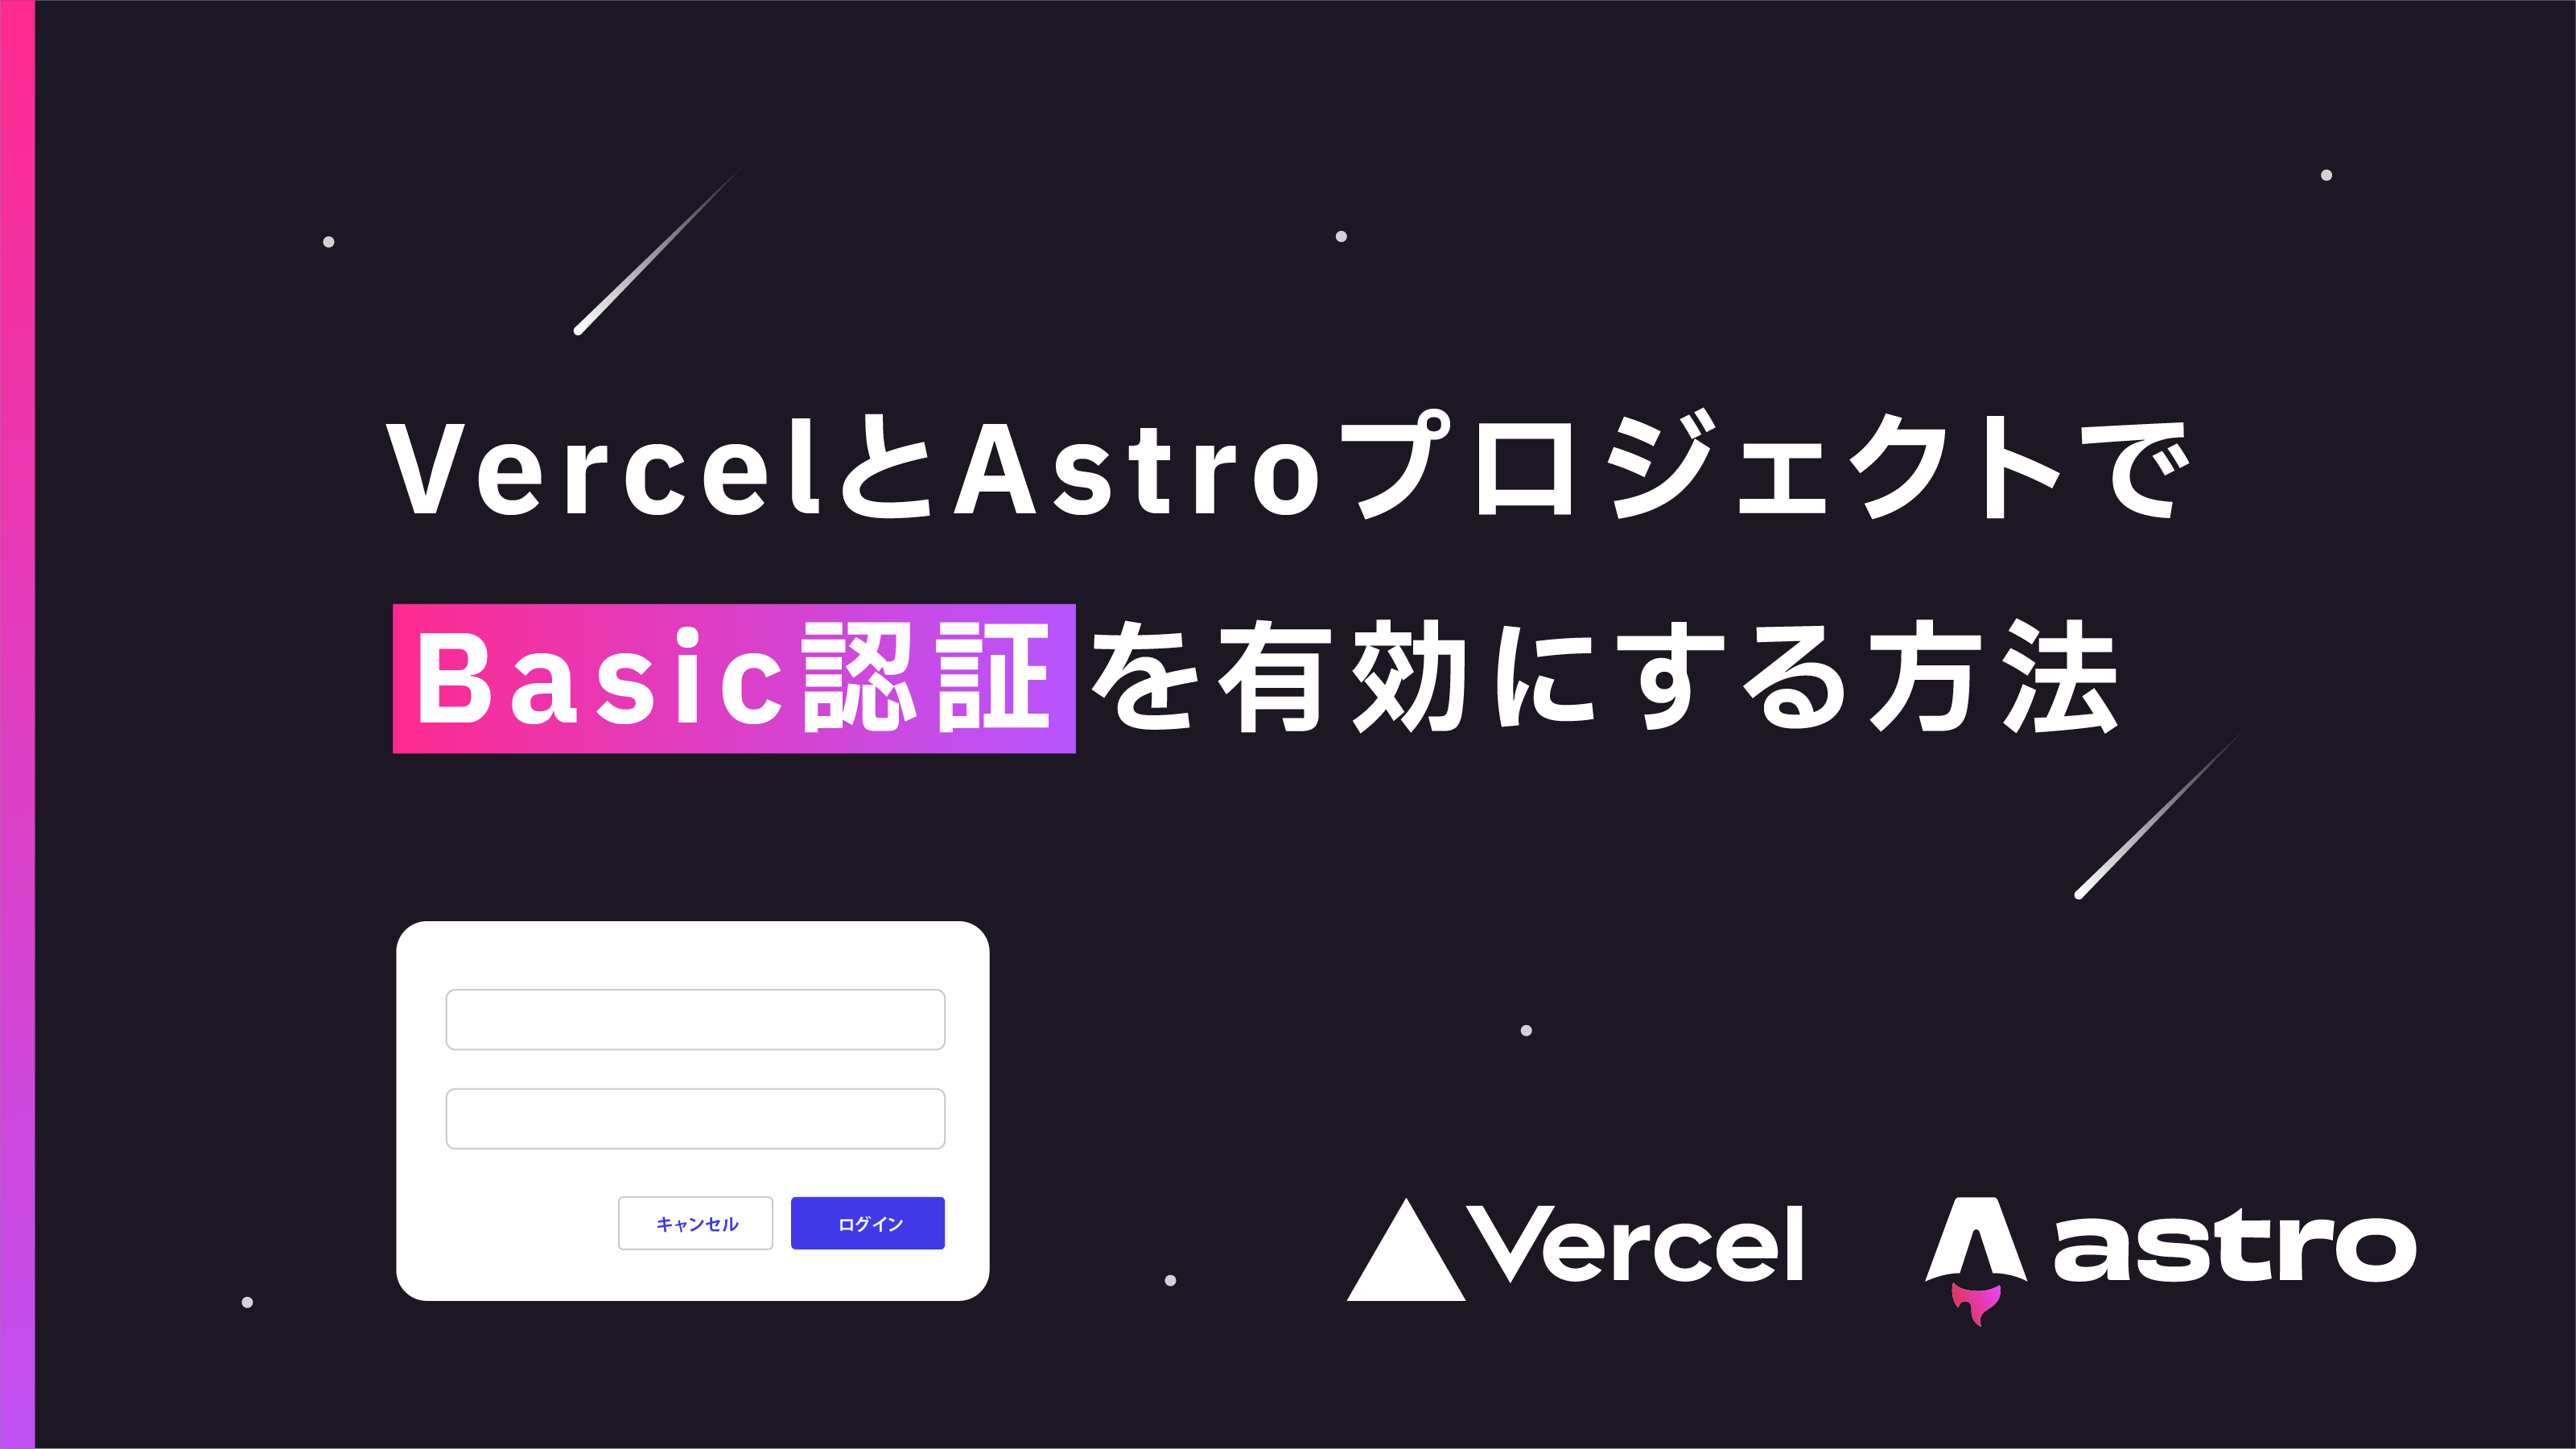 VercelとAstroプロジェクトで
Basic認証を有効にする方法
キャンセル ログイン
Vercel astro